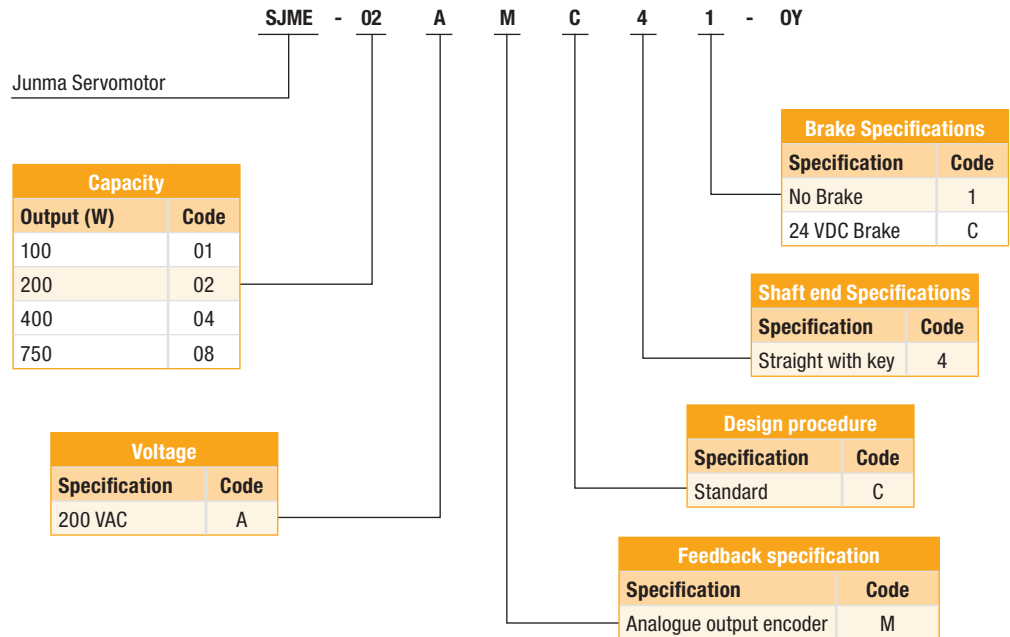 SJME - 02 A M C 4 1 - OY
Junma Servomotor
Brake Specifications
Specification Code
No Brake 1
24 VDC Brake C
Capacity
Output (W) Code
100 01
200 02
400 04
750 08
Shaft end Specifications
Specification Code
Straight with key 4
Design procedure
Specification Code
Standard C
Voltage
Specification Code
200 VAC A
Feedback specification
Specification Code
Analogue output encoder M